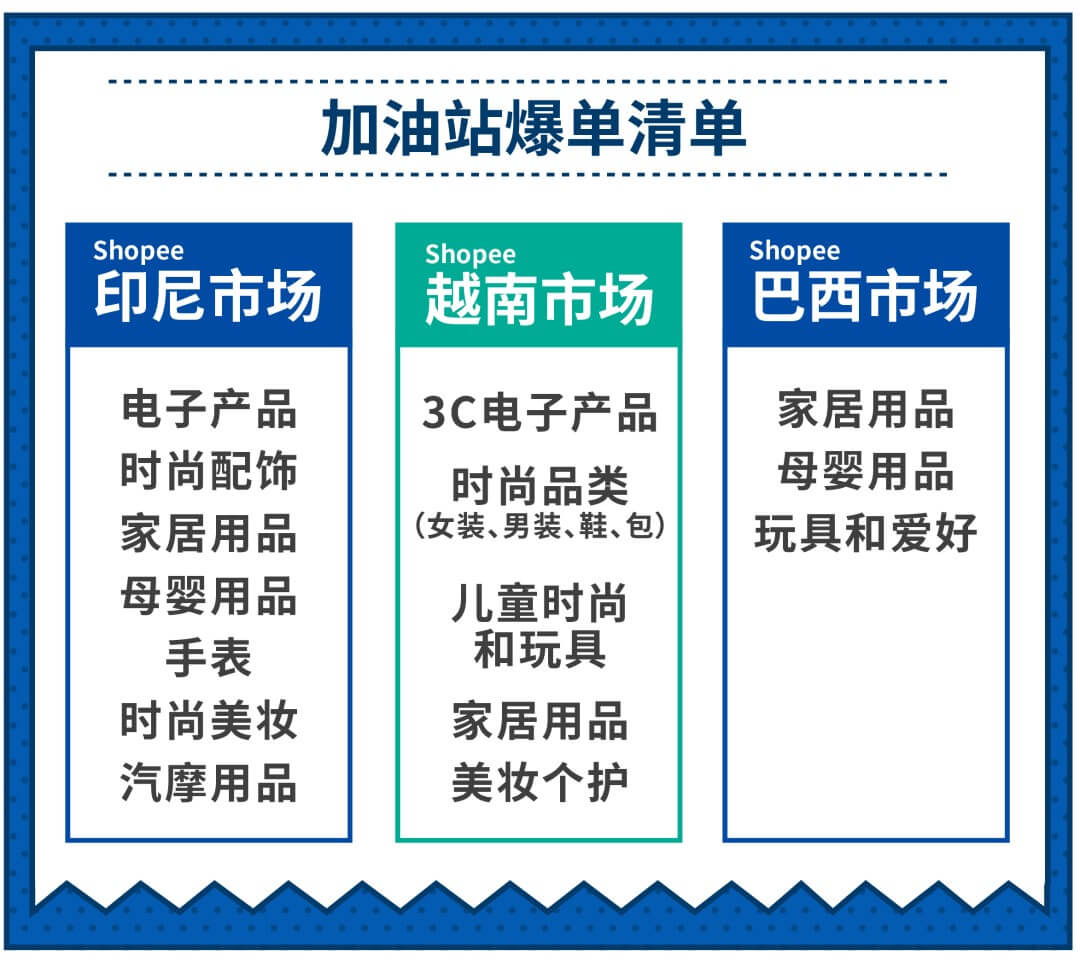 加油站爆单清单
Shopee
印尼市场
电子产品
时尚配饰
家居用品
母婴用品
手表
时尚美妆
汽摩用品
Shopee
越南市场
3C电子产品
时尚品类
(女装、男装、鞋、包)
儿童时尚
和玩具
家居用品
美妆个护
Shopee
巴西市场
家居用品
母婴用品
玩具和爱好